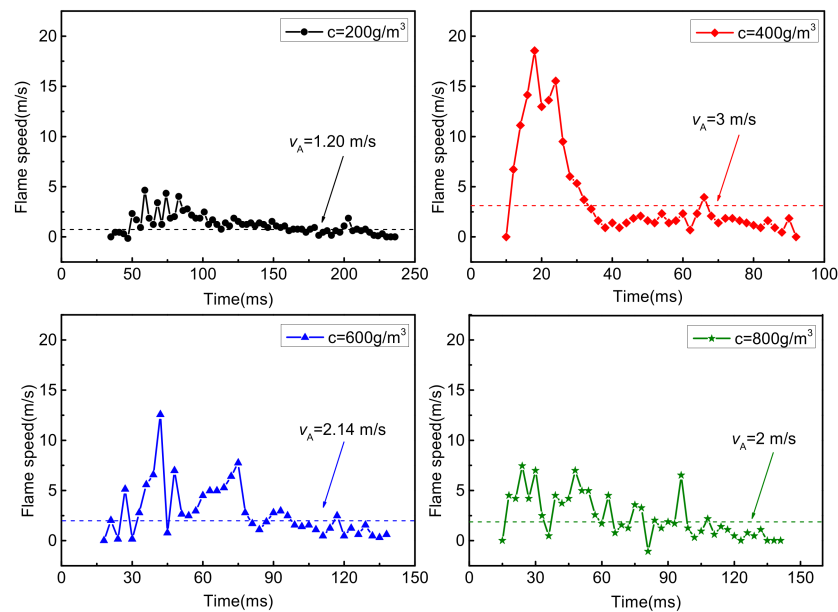 c=200g/m³
Flame speed(m/s)
20
15
10
5
0
v_A=1.20 m/s
0 50 100 150 200 250
Time(ms)
c=400g/m³
Flame speed(m/s)
20
15
10
5
0
v_A=3 m/s
0 20 40 60 80 100
Time(ms)
c=600g/m³
Flame speed(m/s)
20
15
10
5
0
v_A=2.14 m/s
0 30 60 90 120 150
Time(ms)
c=800g/m³
Flame speed(m/s)
20
15
10
5
0
v_A=2 m/s
0 30 60 90 120 150
Time(ms)